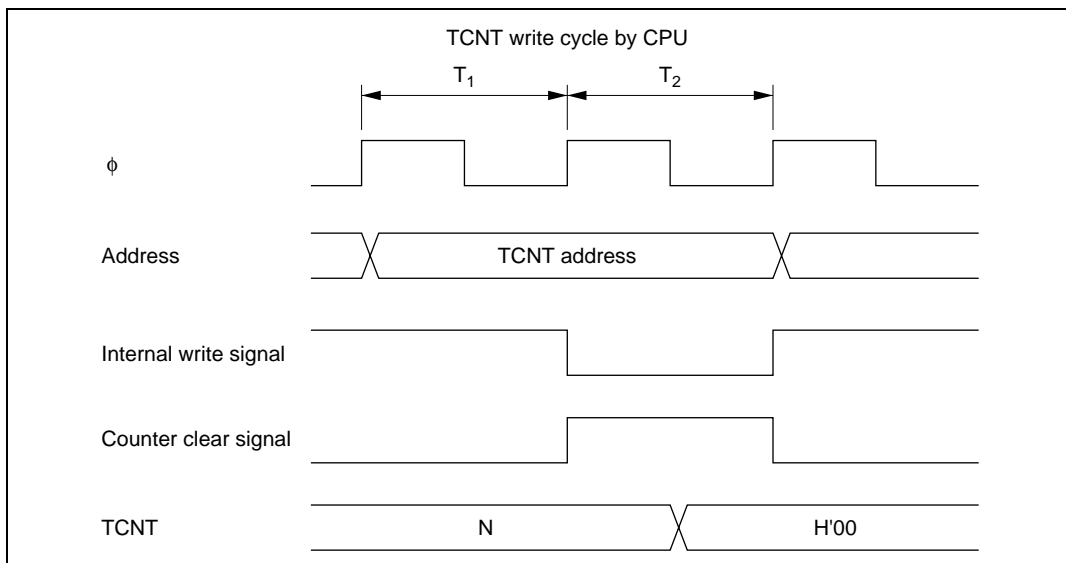 TCNT write cycle by CPU
T1 T2
ϕ
Address TCNT address
Internal write signal
Counter clear signal
TCNT N H'00